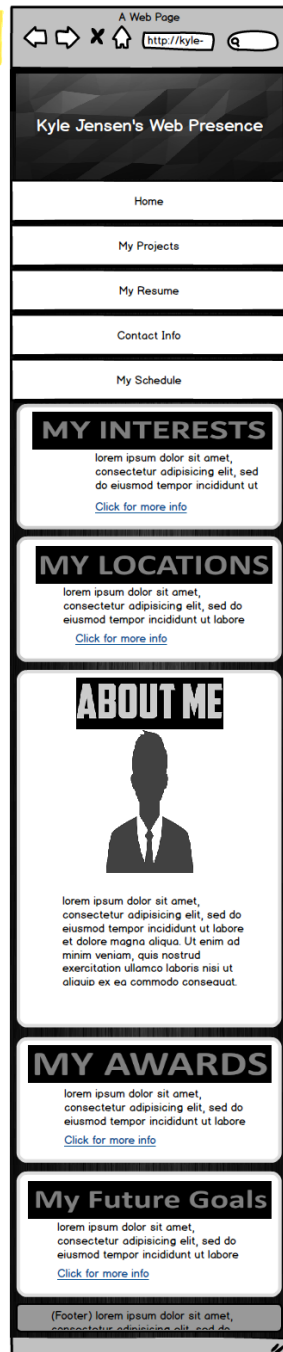 A Web Page
http://kyle-
Kyle Jensen's Web Presence
Home
My Projects
My Resume
Contact Info
My Schedule
MY INTERESTS
lorem ipsum dolor sit amet,
consectetur adipisicing elit, sed
do eiusmod tempor incididunt ut
Click for more info
MY LOCATIONS
lorem ipsum dolor sit amet,
consectetur adipisicing elit, sed do
eiusmod tempor incididunt ut labore
Click for more info
ABOUT ME
lorem ipsum dolor sit amet,
consectetur adipisicing elit, sed do
eiusmod tempor incididunt ut labore
et dolore magna aliqua. Ut enim ad
minim veniam, quis nostrud
exercitation ullamco laboris nisi ut
aliquip ex ea commodo consequat.
MY AWARDS
lorem ipsum dolor sit amet,
consectetur adipisicing elit, sed do
eiusmod tempor incididunt ut labore
Click for more info
My Future Goals
lorem ipsum dolor sit amet,
consectetur adipisicing elit, sed do
eiusmod tempor incididunt ut labore
Click for more info
(Footer) lorem ipsum dolor sit amet,
consectetur adipisicing elit, sed do